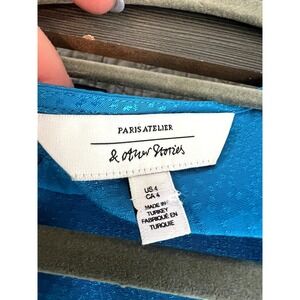 PARIS ATELIER
& other Stories
US 4
CA 4
MADE IN
TURKEY
FABRIQUÉ EN
TURQUIE